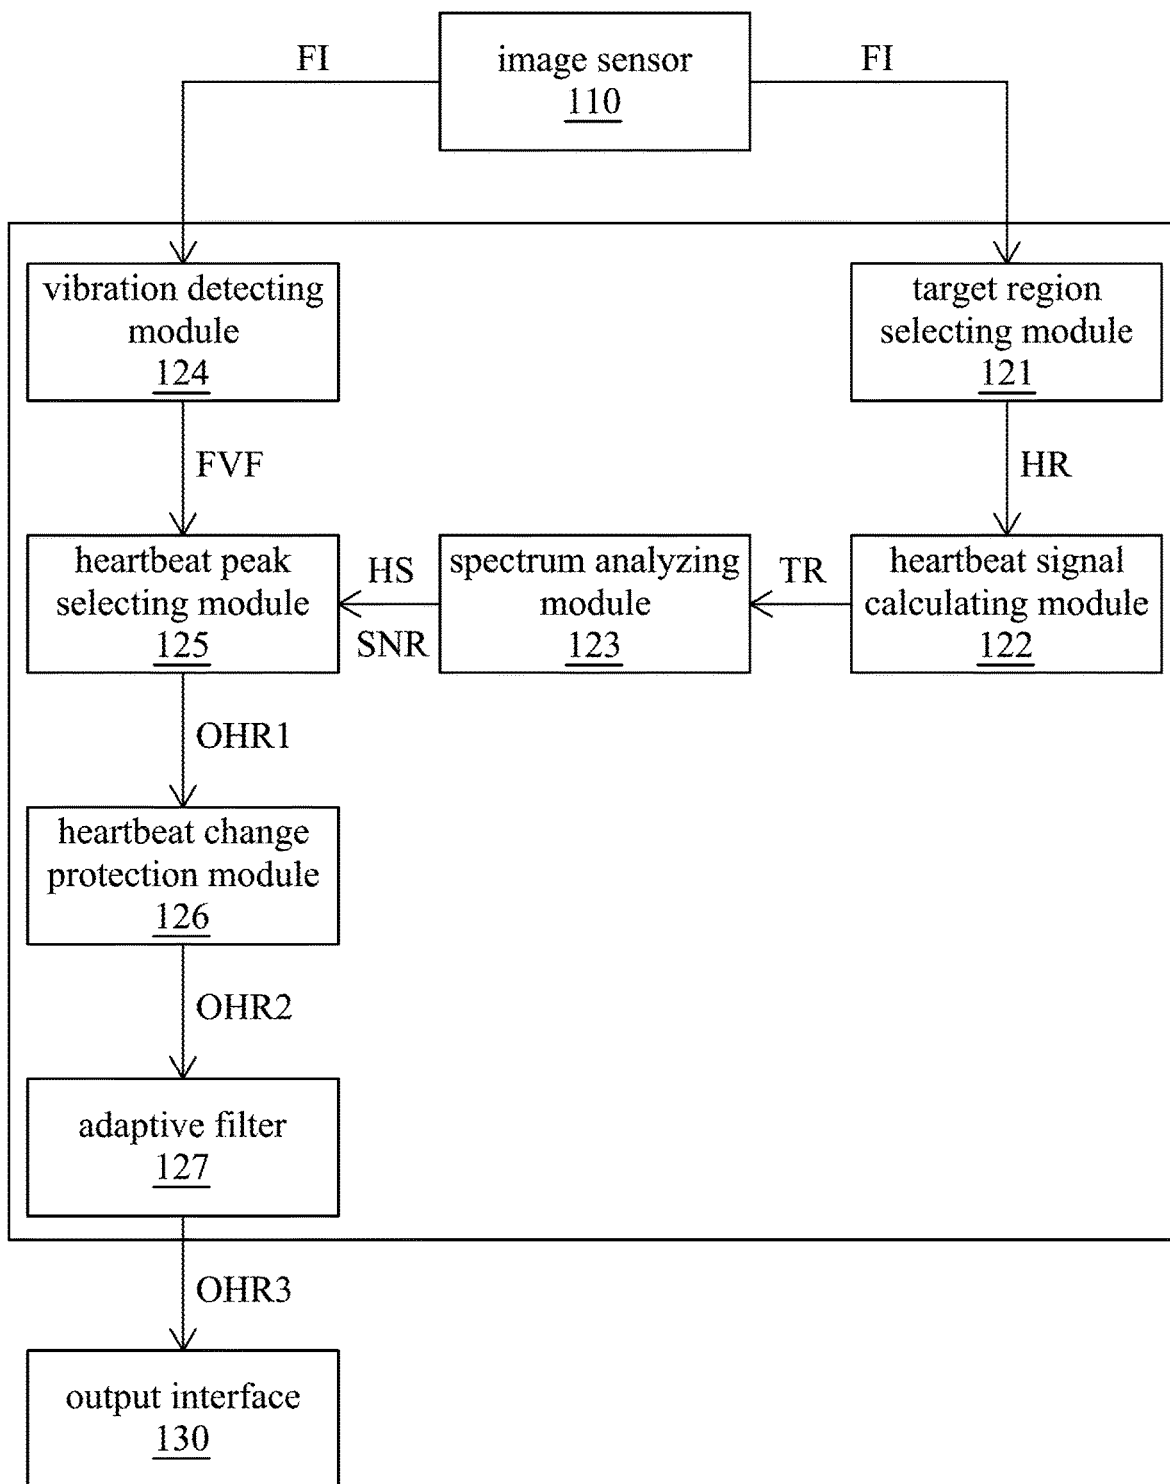 FI
image sensor
110
FI
vibration detecting
module
124
target region
selecting module
121
FVF
HR
heartbeat peak
selecting module
125
HS
SNR
spectrum analyzing
module
123
TR
heartbeat signal
calculating module
122
OHR1
heartbeat change
protection module
126
OHR2
adaptive filter
127
OHR3
output interface
130